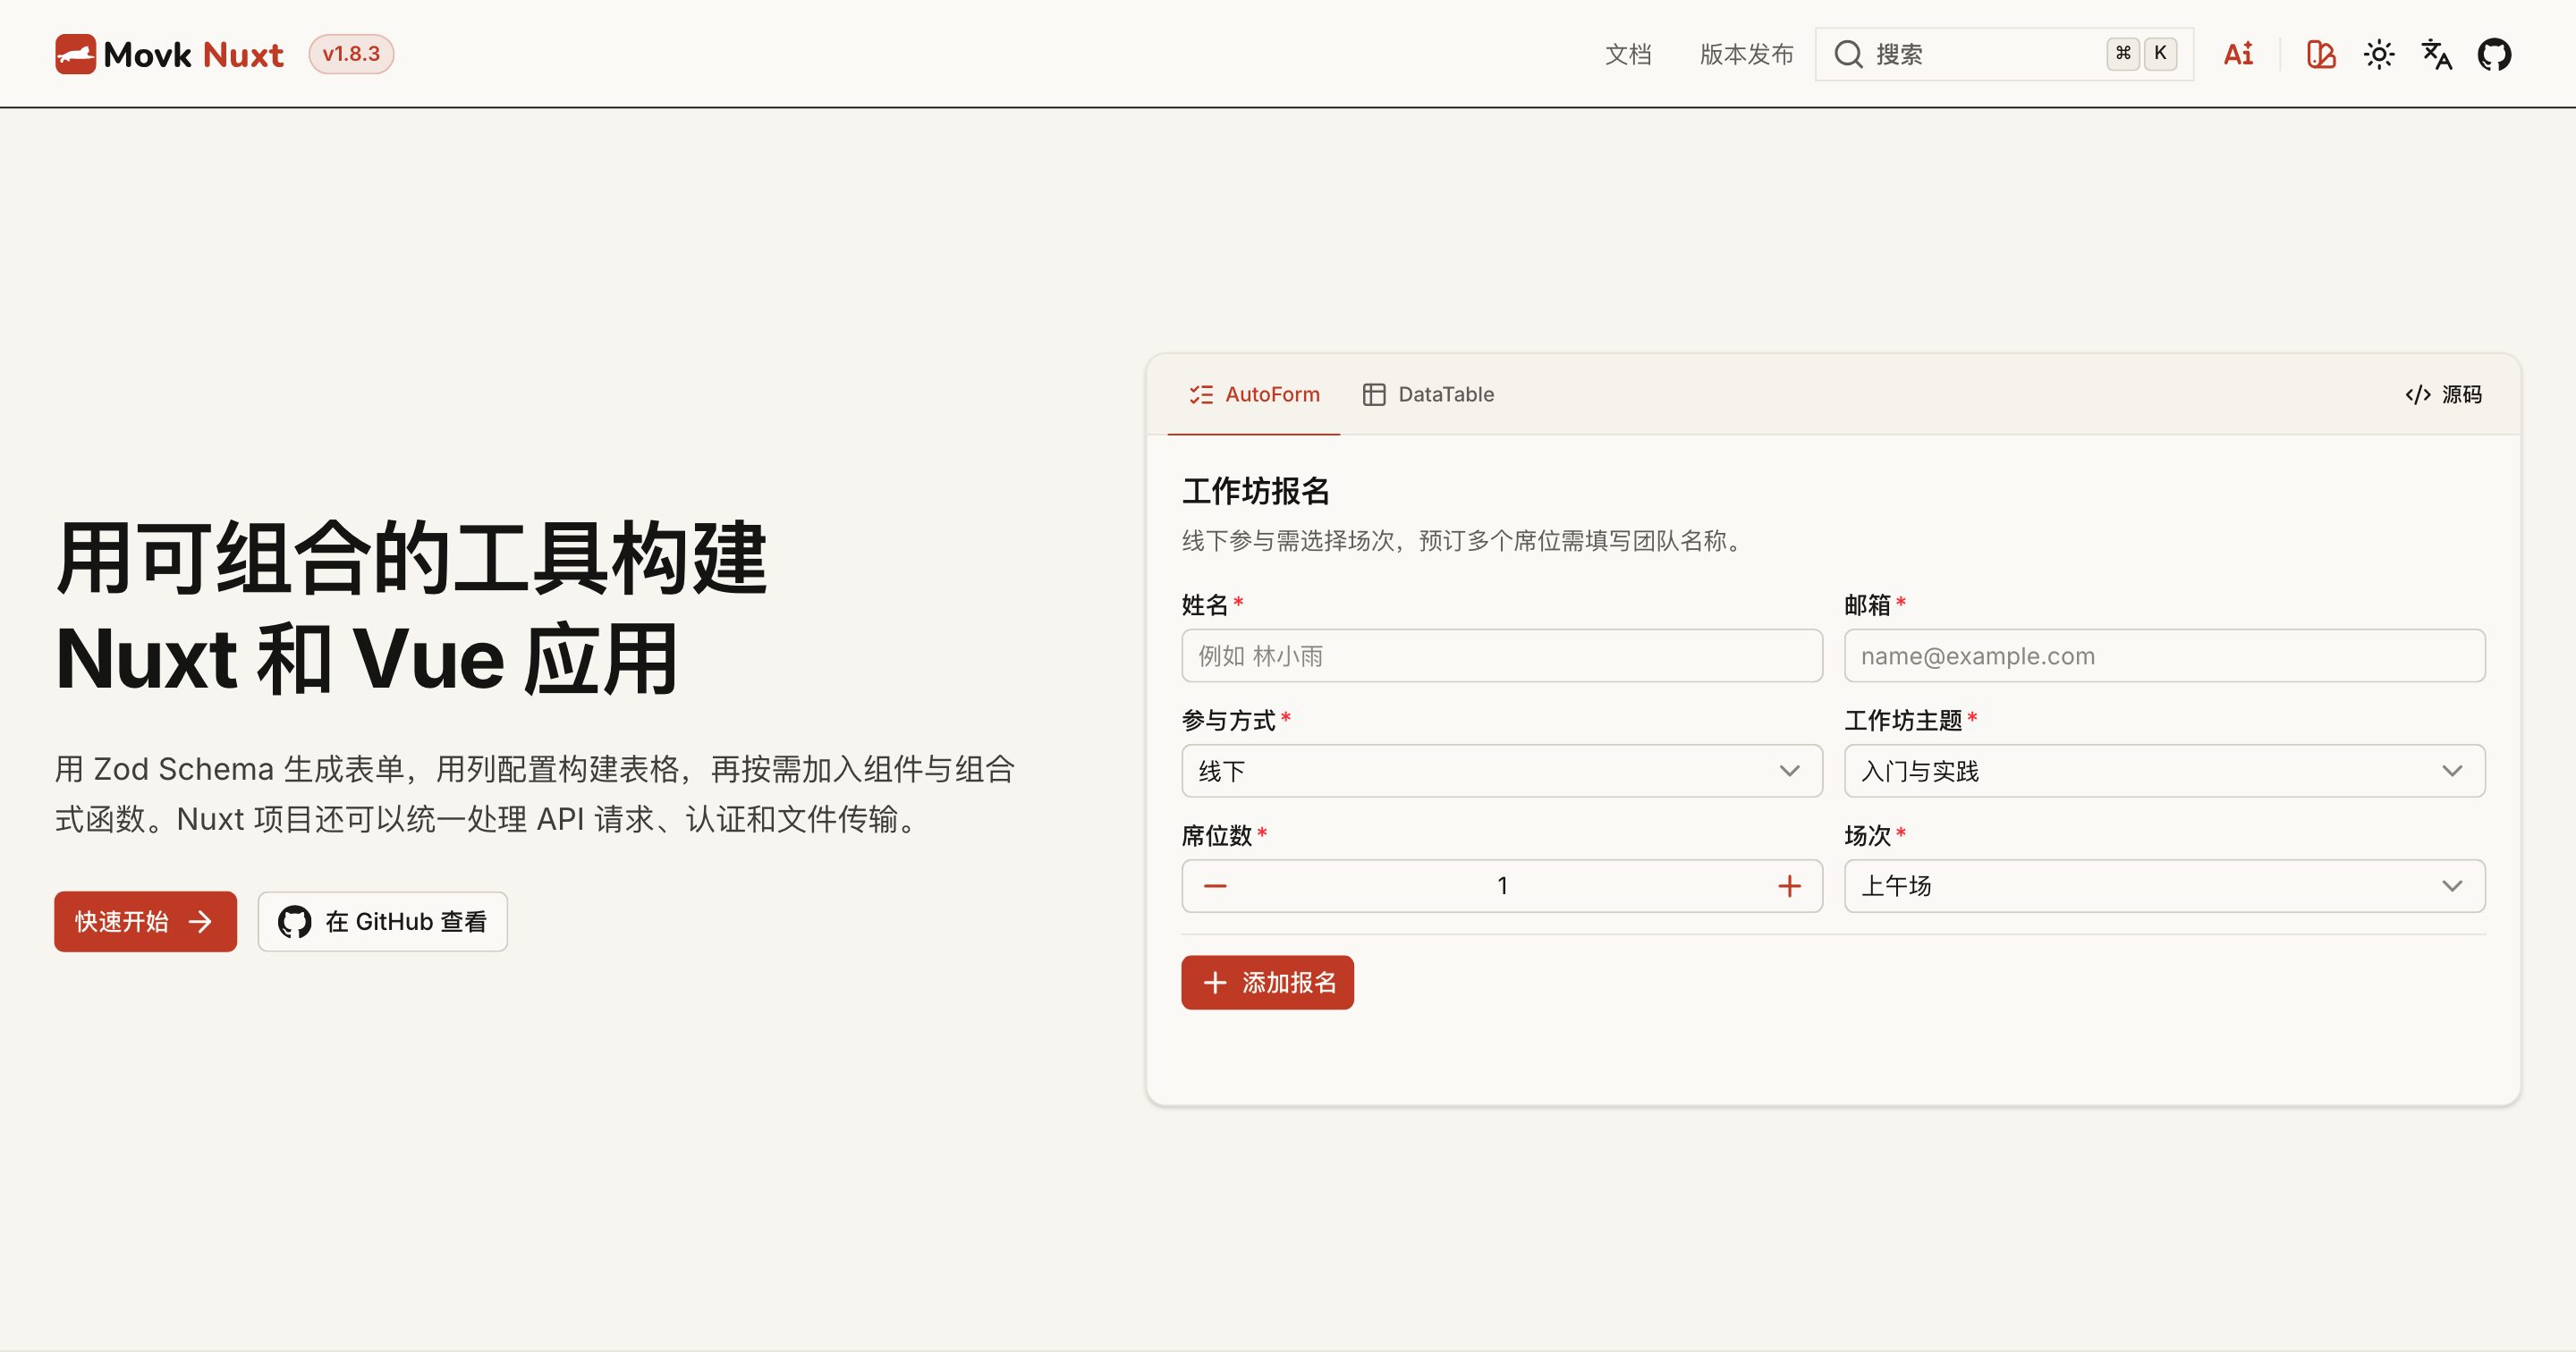 Movk Nuxt v1.8.3
文档 版本发布 搜索 ⌘ K Ai
AutoForm DataTable 源码
用可组合的工具构建
Nuxt 和 Vue 应用
用 Zod Schema 生成表单，用列配置构建表格，再按需加入组件与组合
式函数。Nuxt 项目还可以统一处理 API 请求、认证和文件传输。
快速开始 在 GitHub 查看
工作坊报名
线下参与需选择场次，预订多个席位需填写团队名称。
姓名* 邮箱*
例如 林小雨 name@example.com
参与方式* 工作坊主题*
线下 入门与实践
席位数* 场次*
1 上午场
添加报名